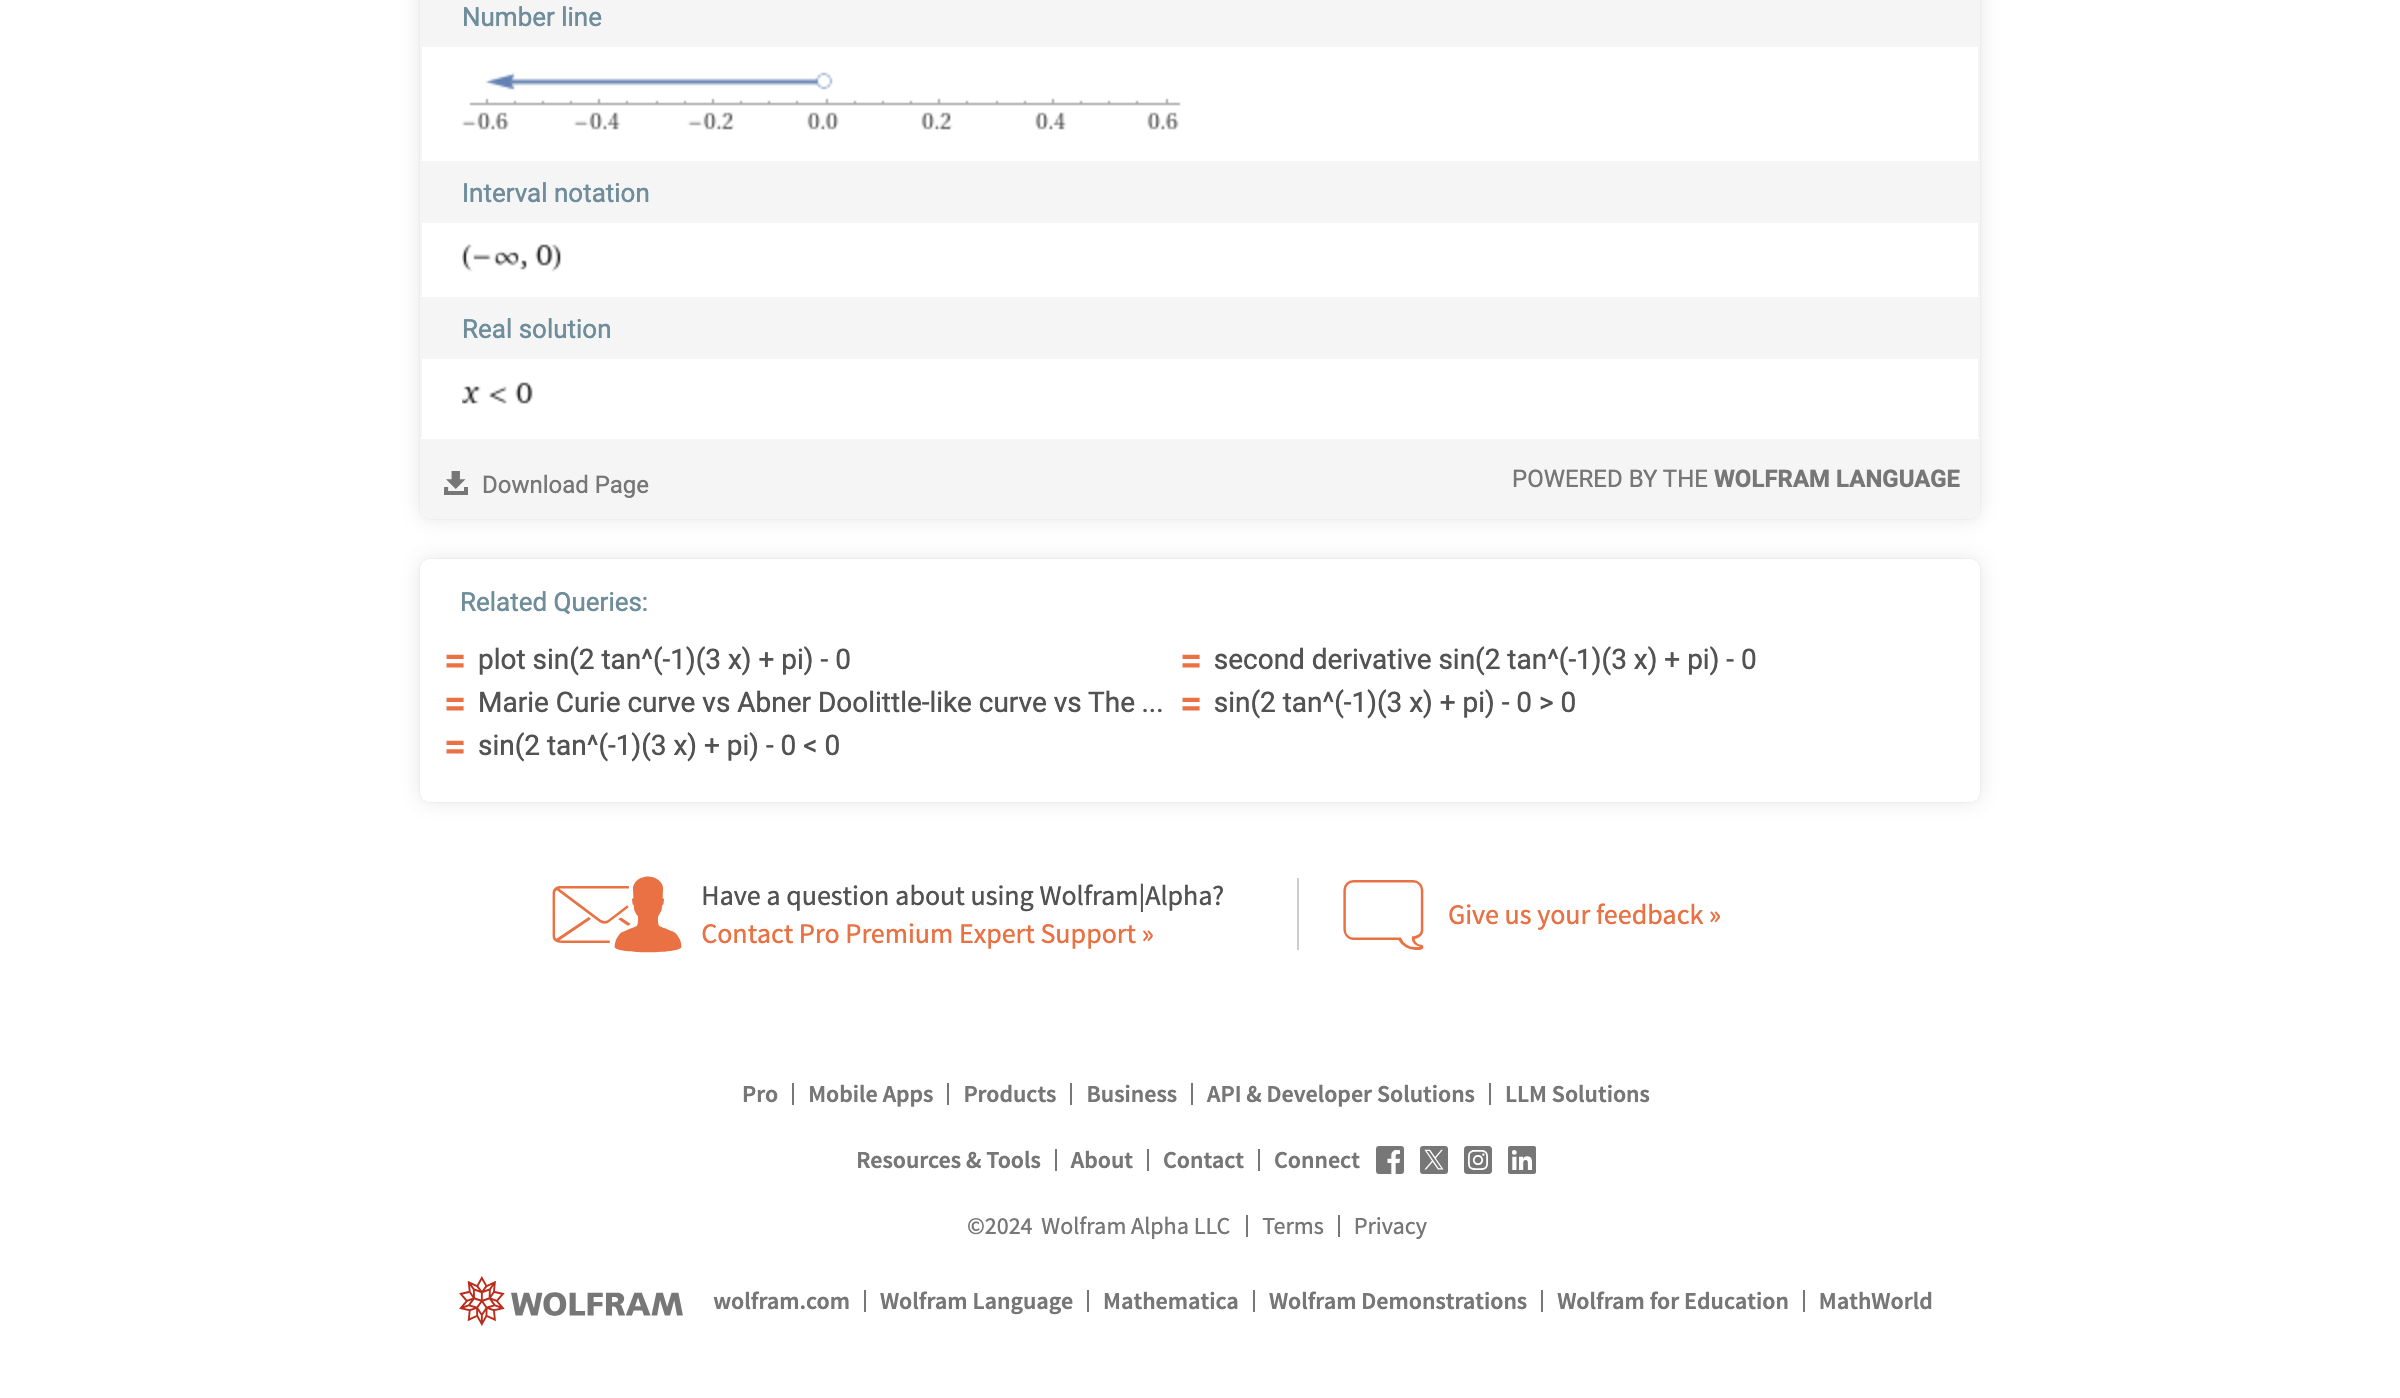 Number line
−0.6 −0.4 −0.2 0.0 0.2 0.4 0.6
Interval notation
(−∞, 0)
Real solution
x < 0
Download Page
POWERED BY THE WOLFRAM LANGUAGE
Related Queries:
= plot sin(2 tan^(-1)(3 x) + pi) - 0
= second derivative sin(2 tan^(-1)(3 x) + pi) - 0
= Marie Curie curve vs Abner Doolittle-like curve vs The ...
= sin(2 tan^(-1)(3 x) + pi) - 0 > 0
= sin(2 tan^(-1)(3 x) + pi) - 0 < 0
Have a question about using Wolfram|Alpha?
Contact Pro Premium Expert Support »
Give us your feedback »
Pro | Mobile Apps | Products | Business | API & Developer Solutions | LLM Solutions
Resources & Tools | About | Contact | Connect
©2024 Wolfram Alpha LLC | Terms | Privacy
WOLFRAM
wolfram.com | Wolfram Language | Mathematica | Wolfram Demonstrations | Wolfram for Education | MathWorld